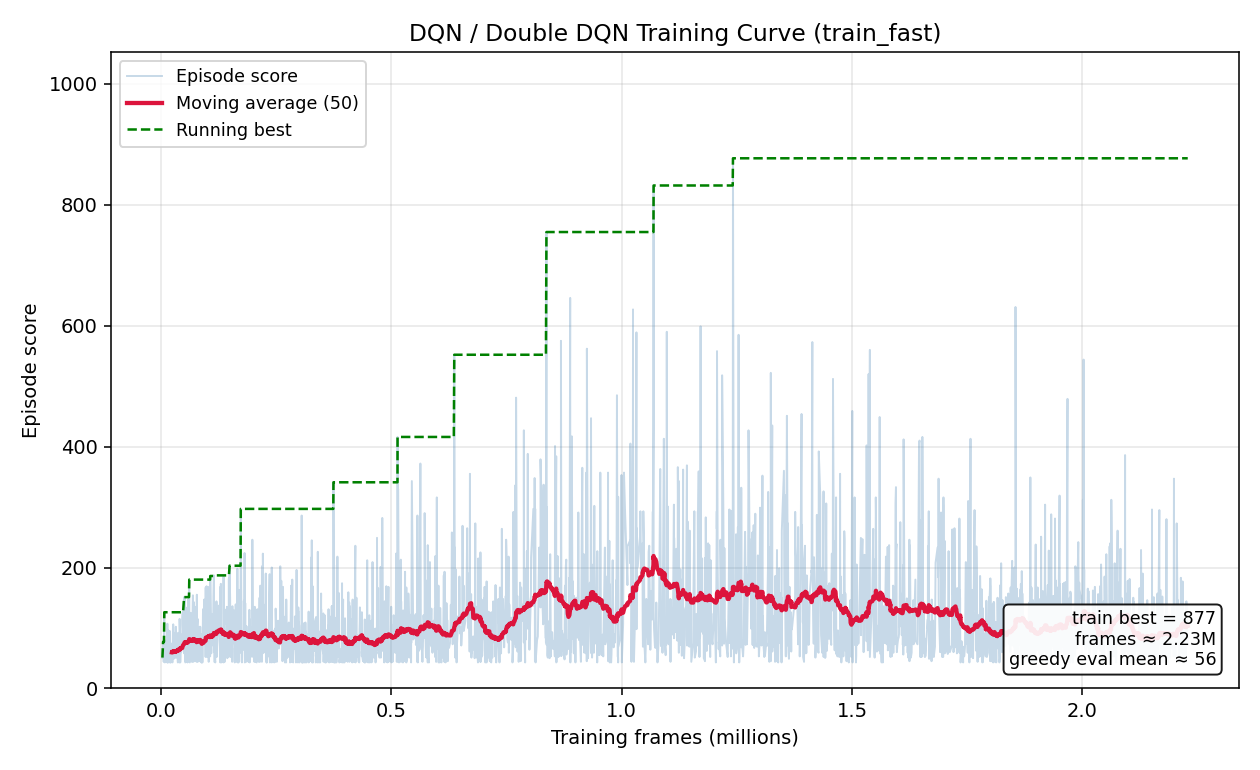 DQN / Double DQN Training Curve (train_fast)
Episode score
Moving average (50)
Running best
1000
800
600
400
200
0
Episode score
train best = 877
frames ≈ 2.23M
greedy eval mean ≈ 56
0.0 0.5 1.0 1.5 2.0
Training frames (millions)